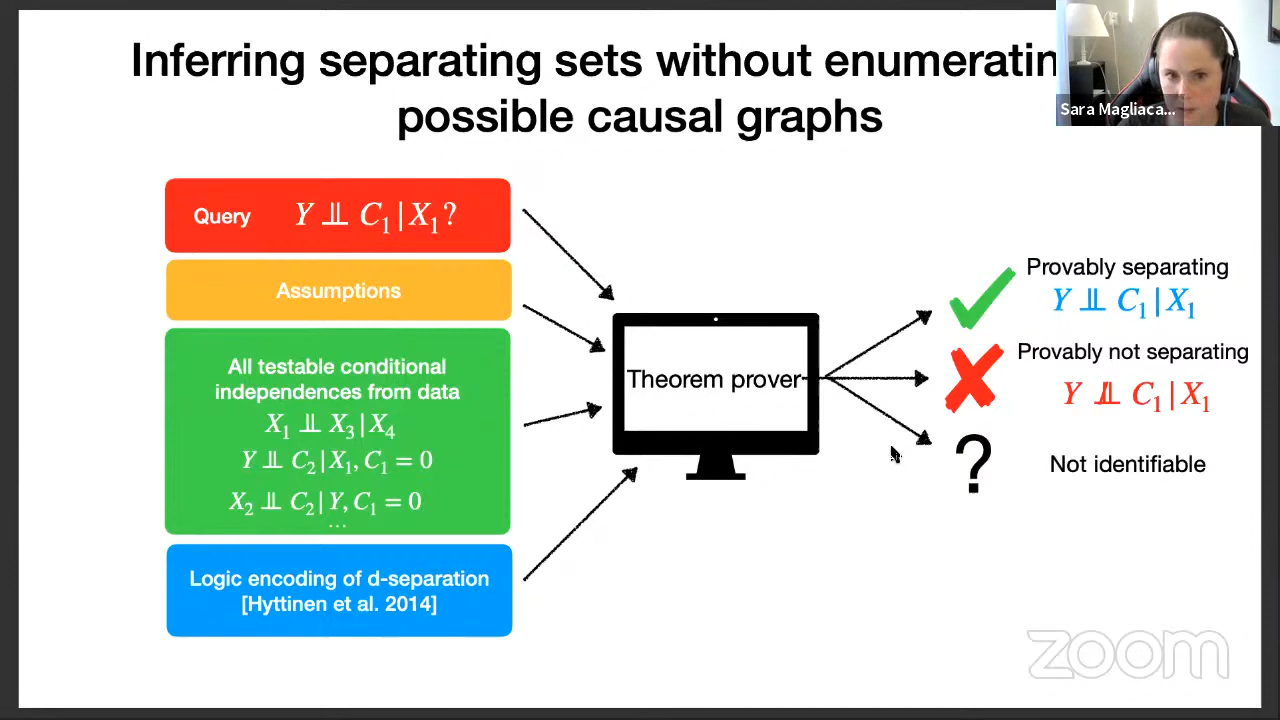 Inferring separating sets without enumeratin
possible causal graphs
Sara Magliaca...
Query Y ⫫ C₁ | X₁?
Assumptions
All testable conditional
independences from data
X₁ ⫫ X₃ | X₄
Y ⫫ C₂ | X₁, C₁ = 0
X₂ ⫫ C₂ | Y, C₁ = 0
...
Logic encoding of d-separation
[Hyttinen et al. 2014]
Theorem prover
Provably separating
Y ⫫ C₁ | X₁
Provably not separating
Y ⫫̸ C₁ | X₁
?
Not identifiable
zoom